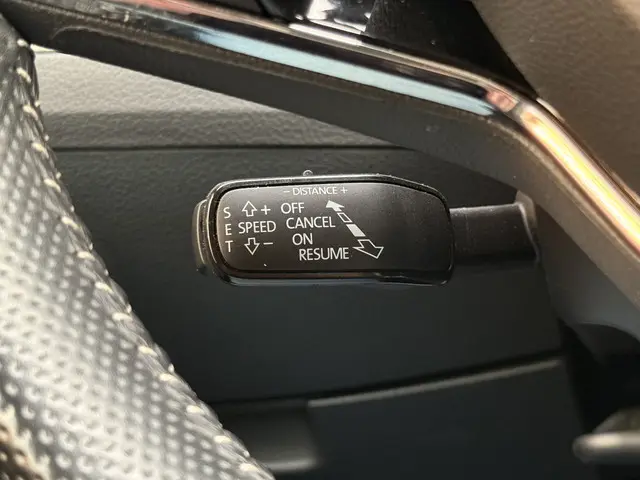 - DISTANCE +
S + OFF
E SPEED CANCEL
T - ON
RESUME